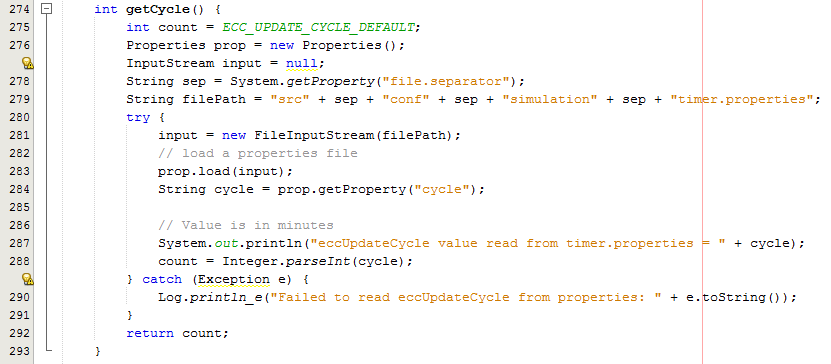 274 int getCycle() {
275 int count = ECC_UPDATE_CYCLE_DEFAULT;
276 Properties prop = new Properties();
InputStream input = null;
278 String sep = System.getProperty("file.separator");
279 String filePath = "src" + sep + "conf" + sep + "simulation" + sep + "timer.properties";
280 try {
281 input = new FileInputStream(filePath);
282 // load a properties file
283 prop.load(input);
284 String cycle = prop.getProperty("cycle");
285
286 // Value is in minutes
287 System.out.println("eccUpdateCycle value read from timer.properties = " + cycle);
288 count = Integer.parseInt(cycle);
} catch (Exception e) {
290 Log.println_e("Failed to read eccUpdateCycle from properties: " + e.toString());
291 }
292 return count;
293 }